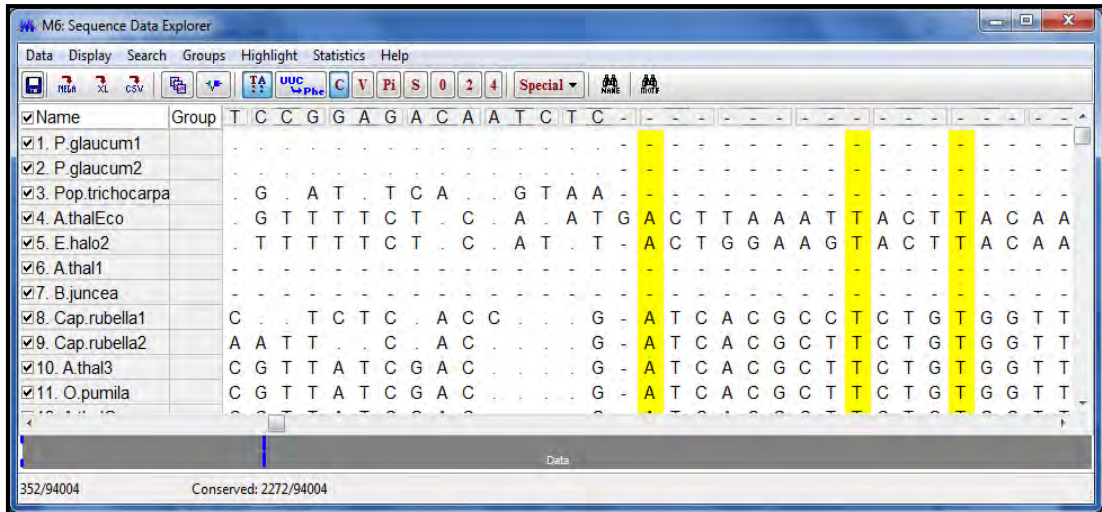 M6: Sequence Data Explorer
Data Display Search Groups Highlight Statistics Help
MEGA XL CSV TA UUC Phe C V Pi S 0 2 4 Special NAME MOTIF
Name Group T C C G G A G A C A A T C T C - - - - - - - - - - - - - - - - - -
1. P.glaucum1 . . . . . . . . . . . . . . . - - - - - - - - - - - - - - - - - -
2. P.glaucum2 . . . . . . . . . . . . . . . - - - - - - - - - - - - - - - - - -
3. Pop.trichocarpa . G . A T . T C A . . G T A A - - - - - - - - - - - - - - - - - -
4. A.thalEco . G T T T T C T . C . A . A T G A C T T A A A T T A C T T A C A A
5. E.halo2 . T T T T T C T . C . A T . T - A C T G G A A G T A C T T A C A A
6. A.thal1 - - - - - - - - - - - - - - - - - - - - - - - - - - - - - - - - -
7. B.juncea - - - - - - - - - - - - - - - - - - - - - - - - - - - - - - - - -
8. Cap.rubella1 C . . T C T C . A C C . . . G - A T C A C G C C T C T G T G G T T
9. Cap.rubella2 A A T T . . C . A C . . . . G - A T C A C G C T T C T G T G G T T
10. A.thal3 C G T T A T C G A C . . . . G - A T C A C G C T T C T G T G G T T
11. O.pumila C G T T A T C G A C . . . . G - A T C A C G C T T C T G T G G T T
Data
352/94004 Conserved: 2272/94004